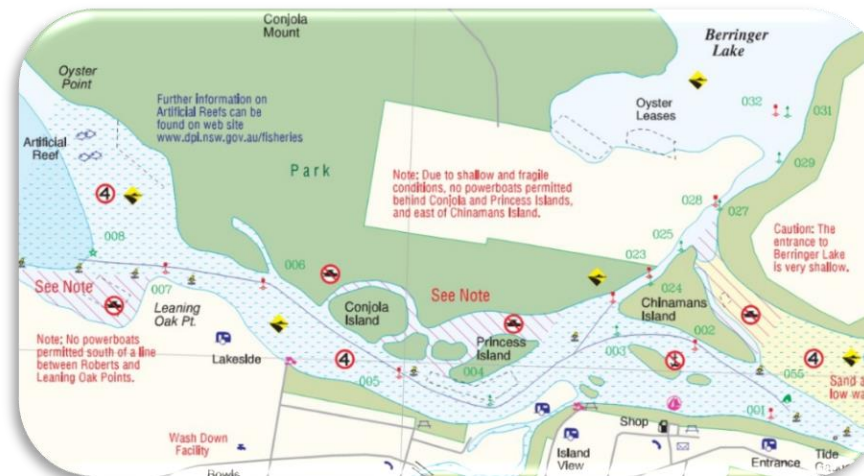 Conjola
Mount
Berringer
Lake
Oyster
Point
Further information on
Artificial Reefs can be
found on web site
www.dpi.nsw.gov.au/fisheries
Oyster
Leases
032
031
Artificial
Reef
Park
029
4
Note: Due to shallow and fragile
conditions, no powerboats permitted
behind Conjola and Princess Islands,
and east of Chinamans Island.
028
027
008
025
Caution: The
entrance to
Berringer Lake
is very shallow.
006
023
See Note
007
Leaning
Oak Pt.
Conjola
Island
See Note
024
Chinamans
Island
Note; No powerboats
permitted south of a line
between Roberts and
Leaning Oak Points.
Lakeside
4
005
Princess
Island
004
003
002
4
055
Sand a
low wa
001
Wash Down
Facility
Bowls
Island
View
Shop
Entrance
Tide